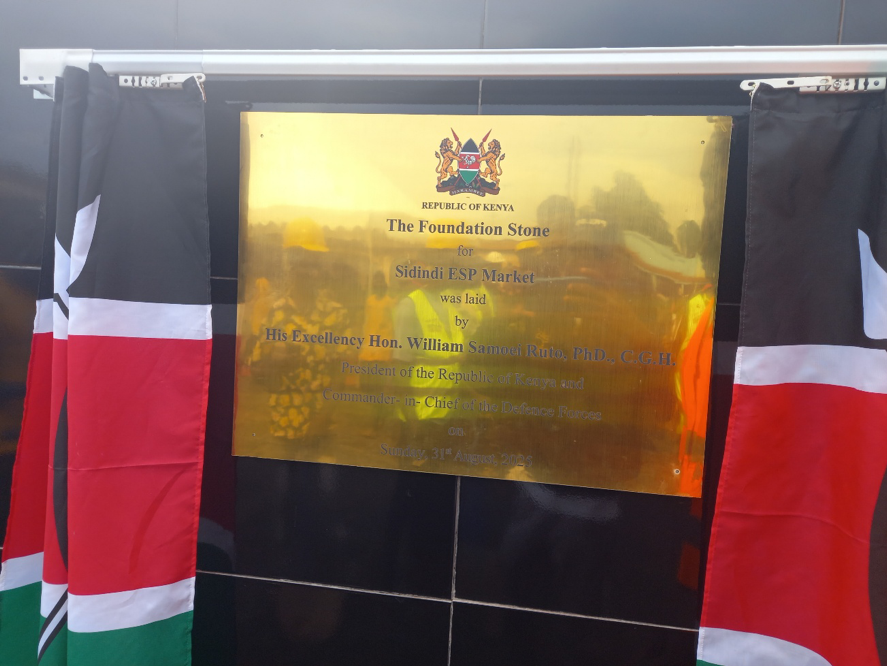 HARAMBEE
REPUBLIC OF KENYA
The Foundation Stone
for
Sidindi ESP Market
was laid
by
His Excellency Hon. William Samoei Ruto, PhD., C.G.H.
President of the Republic of Kenya and
Commander- in- Chief of the Defence Forces
on
Sunday, 31st August, 2025